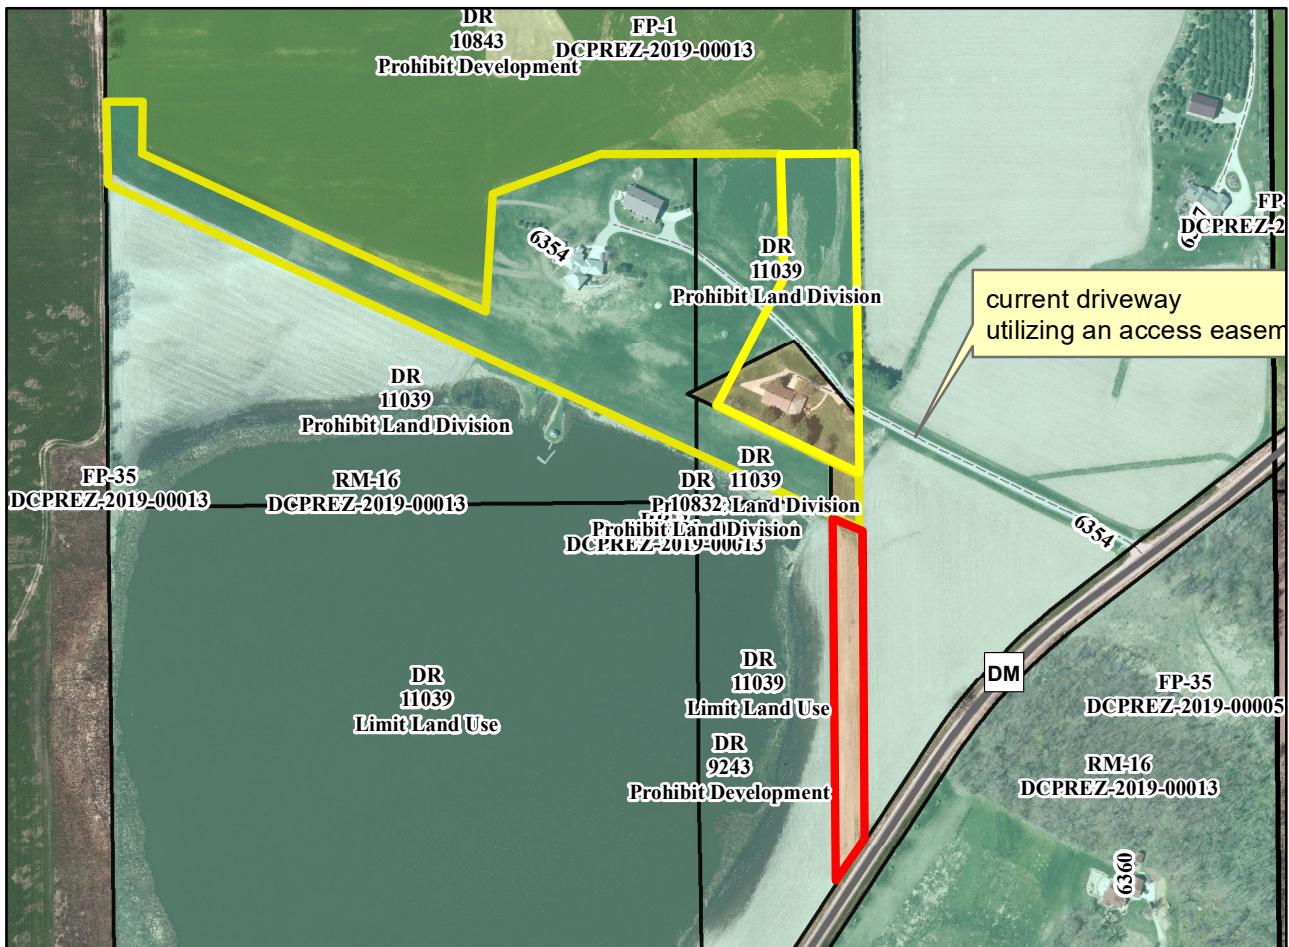 DR
10843
Prohibit Development
FP-1
DCPREZ-2019-00013
FP-
DCPREZ-2
6354
DR
11039
Prohibit Land Division
current driveway
utilizing an access easem
DR
11039
Prohibit Land Division
FP-35
DCPREZ-2019-00013
RM-16
DCPREZ-2019-00013
DR
11039
Land Division
DR
10832
Prohibit Land Division
DCPREZ-2019-00013
6354
DM
DR
11039
Limit Land Use
DR
11039
Limit Land Use
DR
9243
Prohibit Development
FP-35
DCPREZ-2019-00005
RM-16
DCPREZ-2019-00013
6360